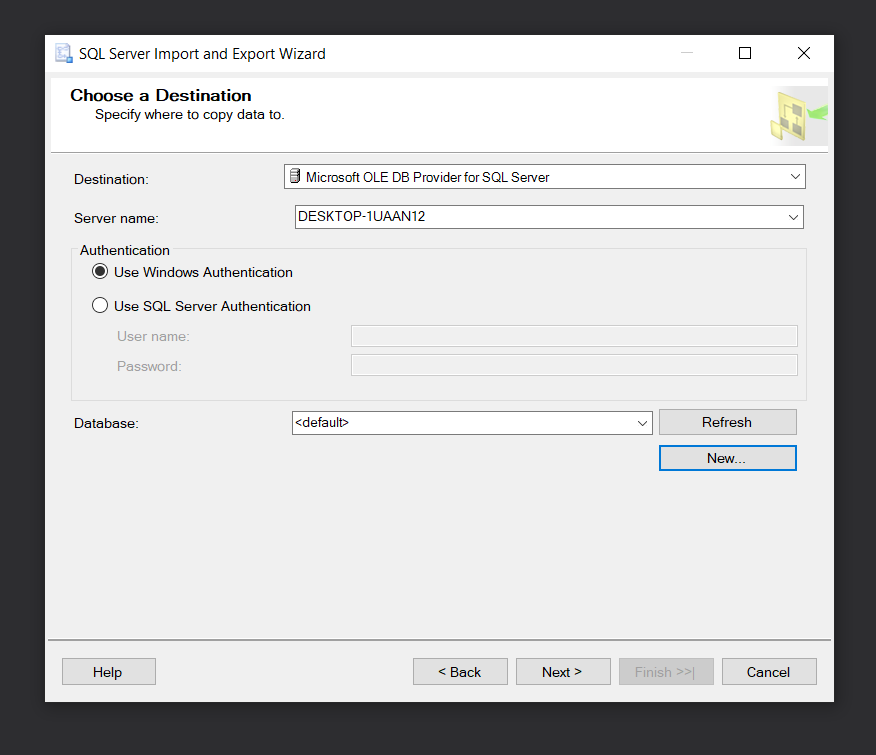 SQL Server Import and Export Wizard
Choose a Destination
Specify where to copy data to.
Destination: Microsoft OLE DB Provider for SQL Server
Server name: DESKTOP-1UAAN12
Authentication
Use Windows Authentication
Use SQL Server Authentication
User name:
Password:
Database: <default> Refresh
New...
Help < Back Next > Finish >>| Cancel